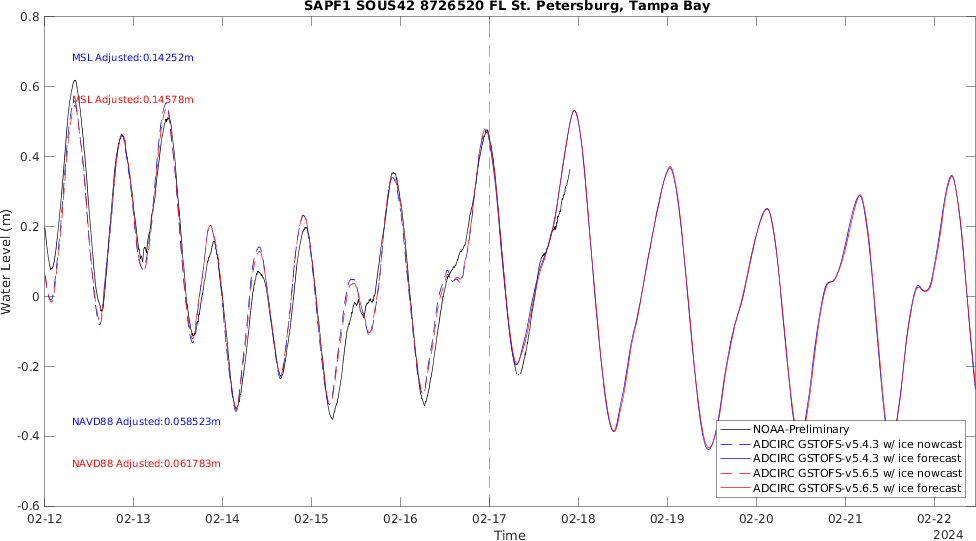 SAPF1 SOUS42 8726520 FL St. Petersburg, Tampa Bay
0.8
0.6
0.4
0.2
0
-0.2
-0.4
-0.6
Water Level (m)
MSL Adjusted:0.14252m
MSL Adjusted:0.14578m
NAVD88 Adjusted:0.058523m
NAVD88 Adjusted:0.061783m
NOAA-Preliminary
ADCIRC GSTOFS-v5.4.3 w/ ice nowcast
ADCIRC GSTOFS-v5.4.3 w/ ice forecast
ADCIRC GSTOFS-v5.6.5 w/ ice nowcast
ADCIRC GSTOFS-v5.6.5 w/ ice forecast
02-12 02-13 02-14 02-15 02-16 02-17 02-18 02-19 02-20 02-21 02-22
Time
2024